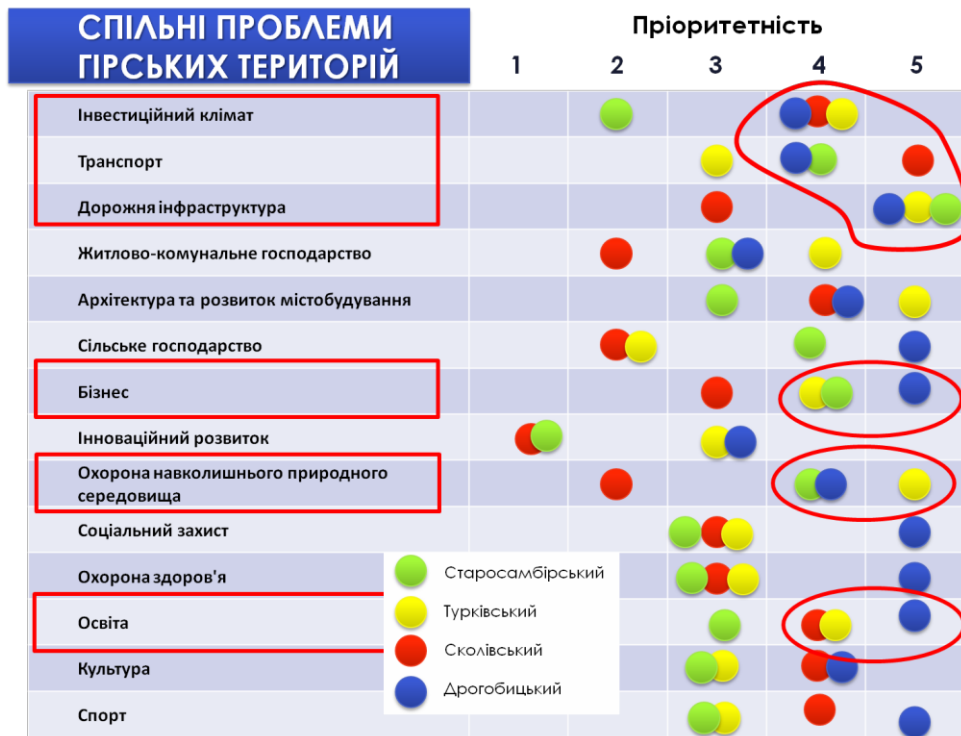 СПІЛЬНІ ПРОБЛЕМИ
ГІРСЬКИХ ТЕРИТОРІЙ
Пріоритетність
1 2 3 4 5
Інвестиційний клімат
Транспорт
Дорожня інфраструктура
Житлово-комунальне господарство
Архітектура та розвиток містобудування
Сільське господарство
Бізнес
Інноваційний розвиток
Охорона навколишнього природного
середовища
Соціальний захист
Охорона здоров'я
Освіта
Культура
Спорт
Старосамбірський
Турківський
Сколівський
Дрогобицький